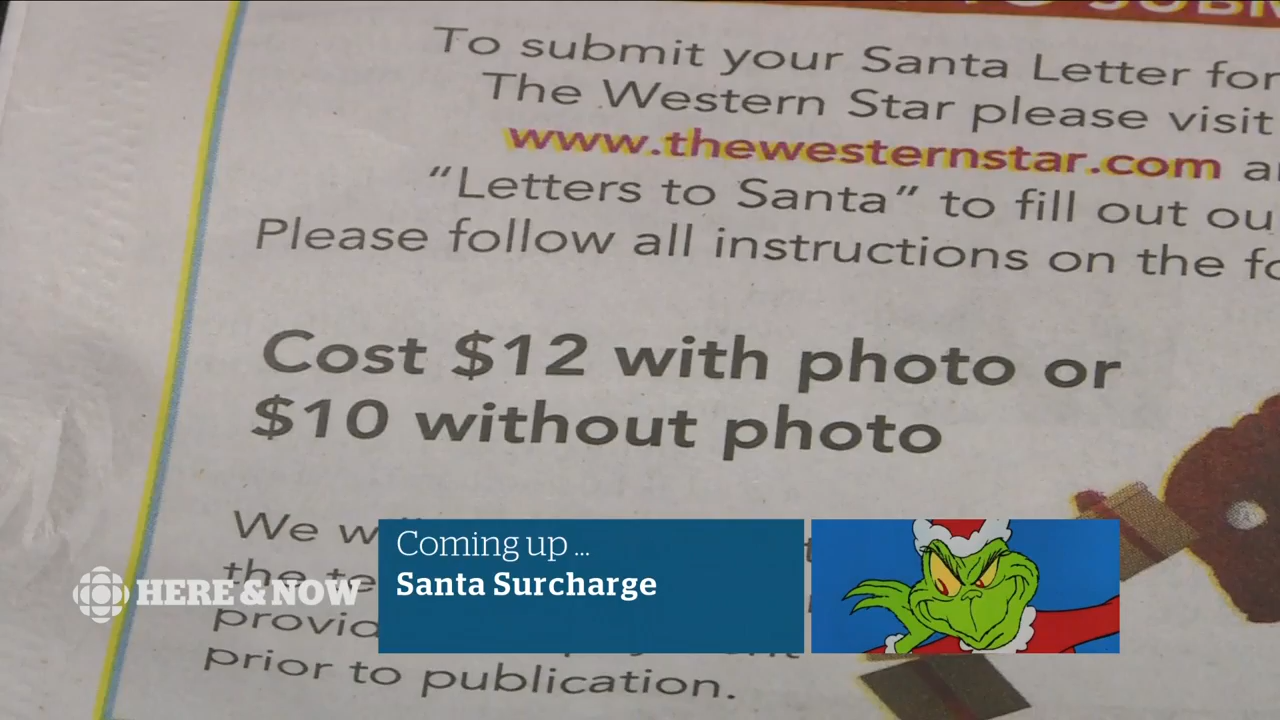 To submit your Santa Letter for
The Western Star please visit
www.thewesternstar.com
"Letters to Santa" to fill out
Please follow all instructions on the
Cost $12 with photo or
$10 without photo
We
the
prior to publication.
Coming up ...
Santa Surcharge
HERE & NOW